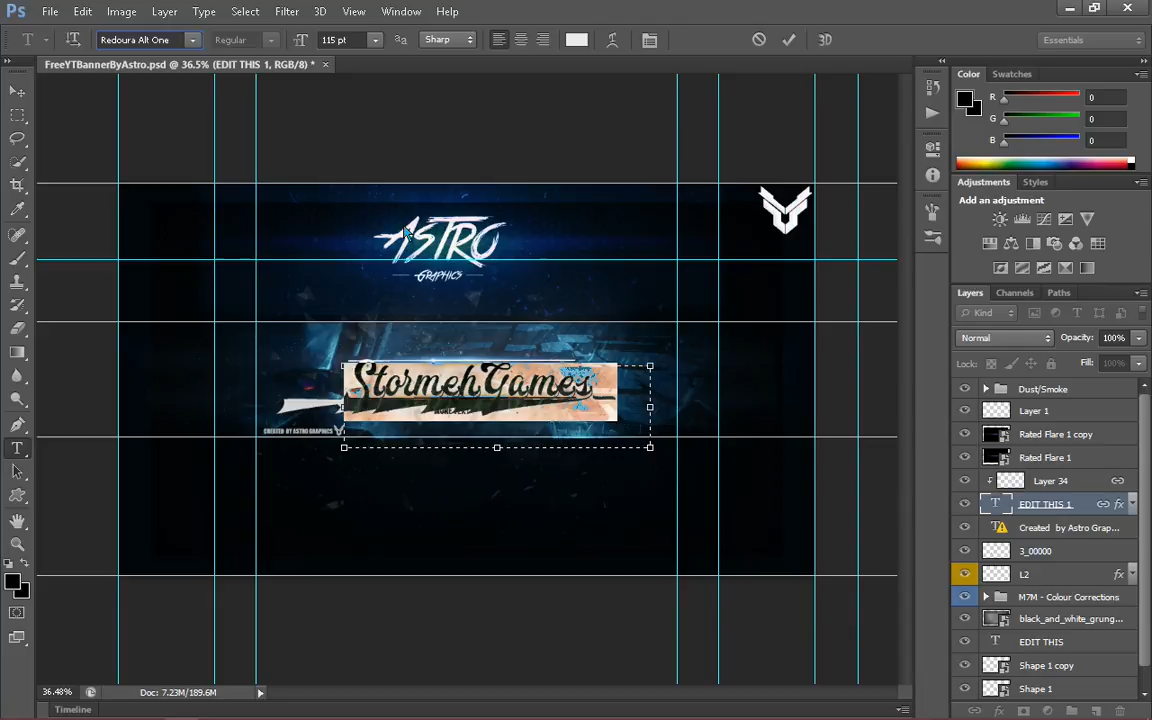 Ps File Edit Image Layer Type Select Filter 3D View Window Help
T Redoura Alt One Regular 115 pt aa Sharp 3D Essentials
FreeYTBannerByAstro.psd @ 36.5% (EDIT THIS 1, RGB/8) *
Color Swatches
R 0
G 0
B 0
Adjustments Styles
Add an adjustment
ASTRO
GRAPHICS
StormehGames
CREATED BY ASTRO GRAPHICS
Layers Channels Paths
Kind
Normal Opacity: 100%
Lock: Fill: 100%
Dust/Smoke
Layer 1
Rated Flare 1 copy
Rated Flare 1
Layer 34
EDIT THIS 1
Created by Astro Grap...
3_00000
L2
M7M - Colour Corrections
black_and_white_grung...
EDIT THIS
Shape 1 copy
Shape 1
36.48% Doc: 7.23M/189.6M
Timeline